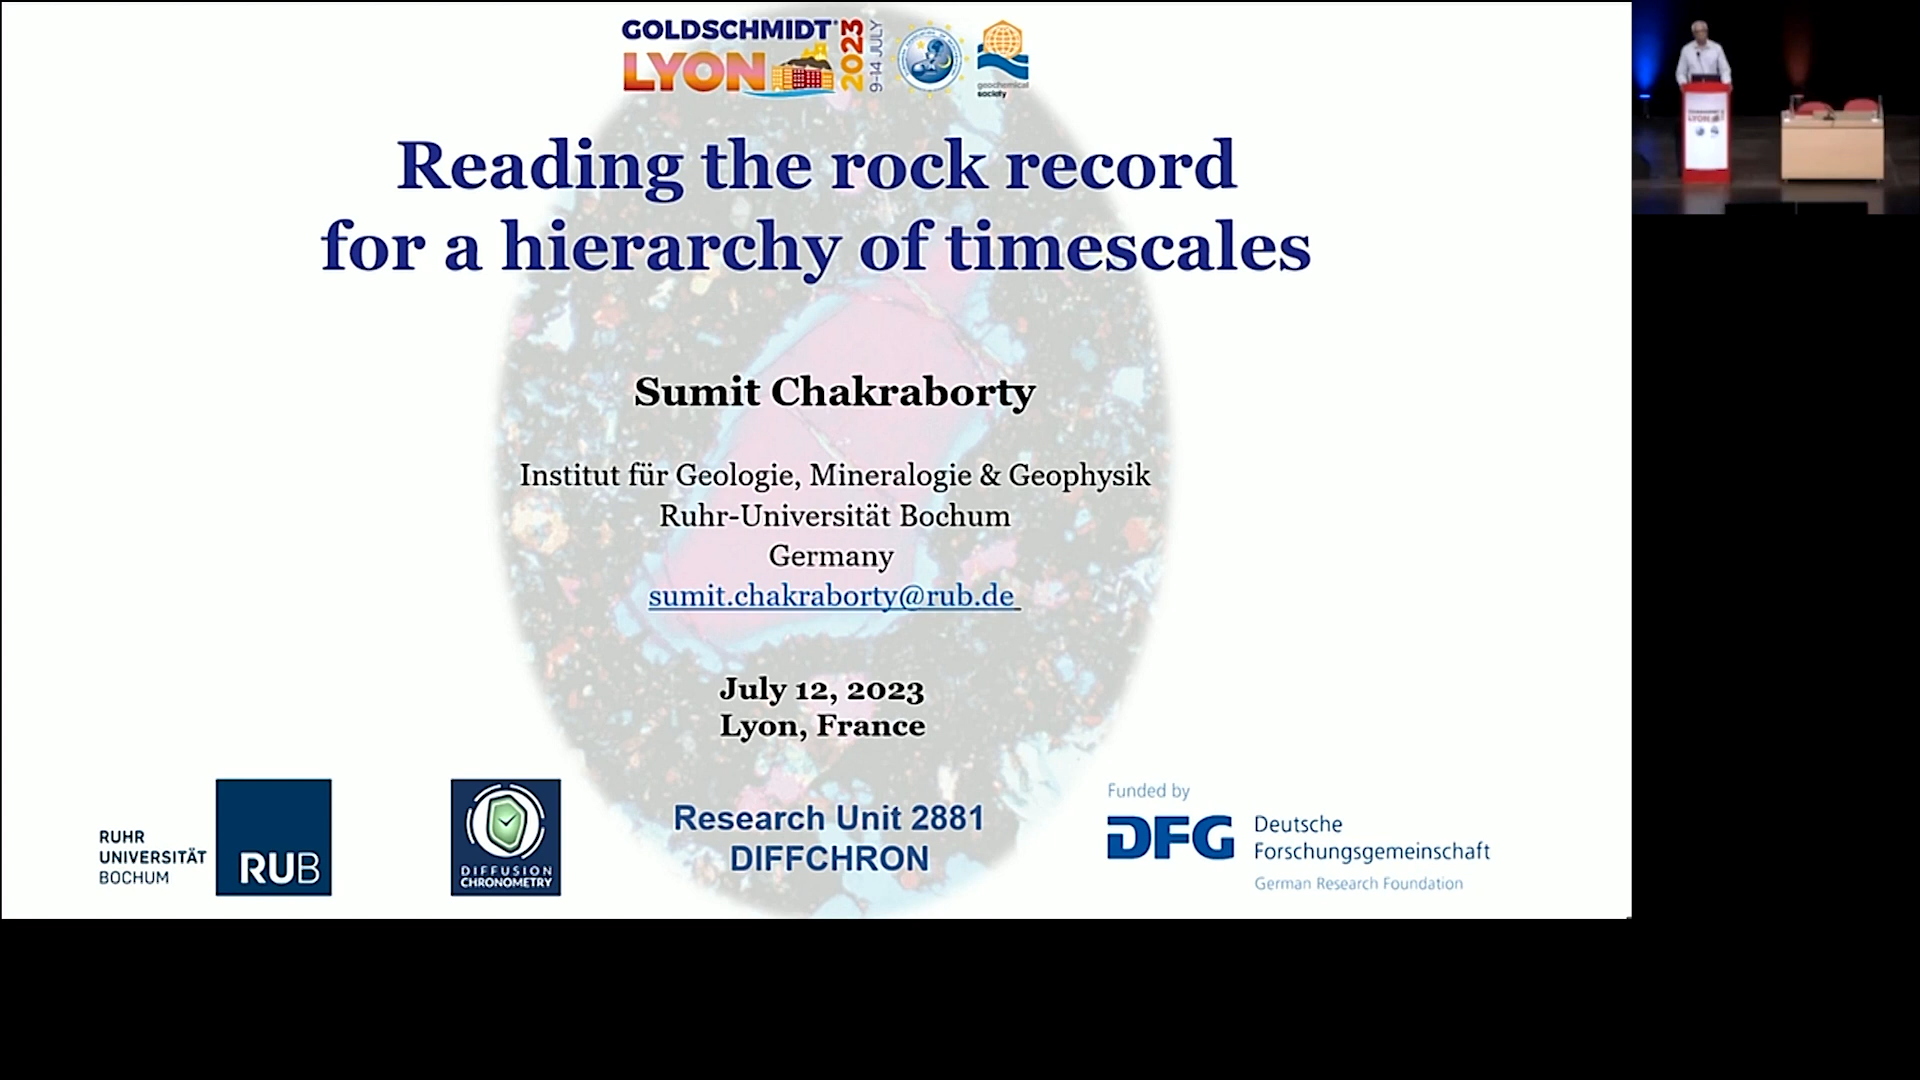 GOLDSCHMIDT
LYON
2023
9-14 JULY
geochemical
society
Reading the rock record
for a hierarchy of timescales
Sumit Chakraborty
Institut für Geologie, Mineralogie & Geophysik
Ruhr-Universität Bochum
Germany
sumit.chakraborty@rub.de
July 12, 2023
Lyon, France
RUHR
UNIVERSITÄT
BOCHUM
RUB
DIFFUSION
CHRONOMETRY
Research Unit 2881
DIFFCHRON
Funded by
DFG
Deutsche
Forschungsgemeinschaft
German Research Foundation